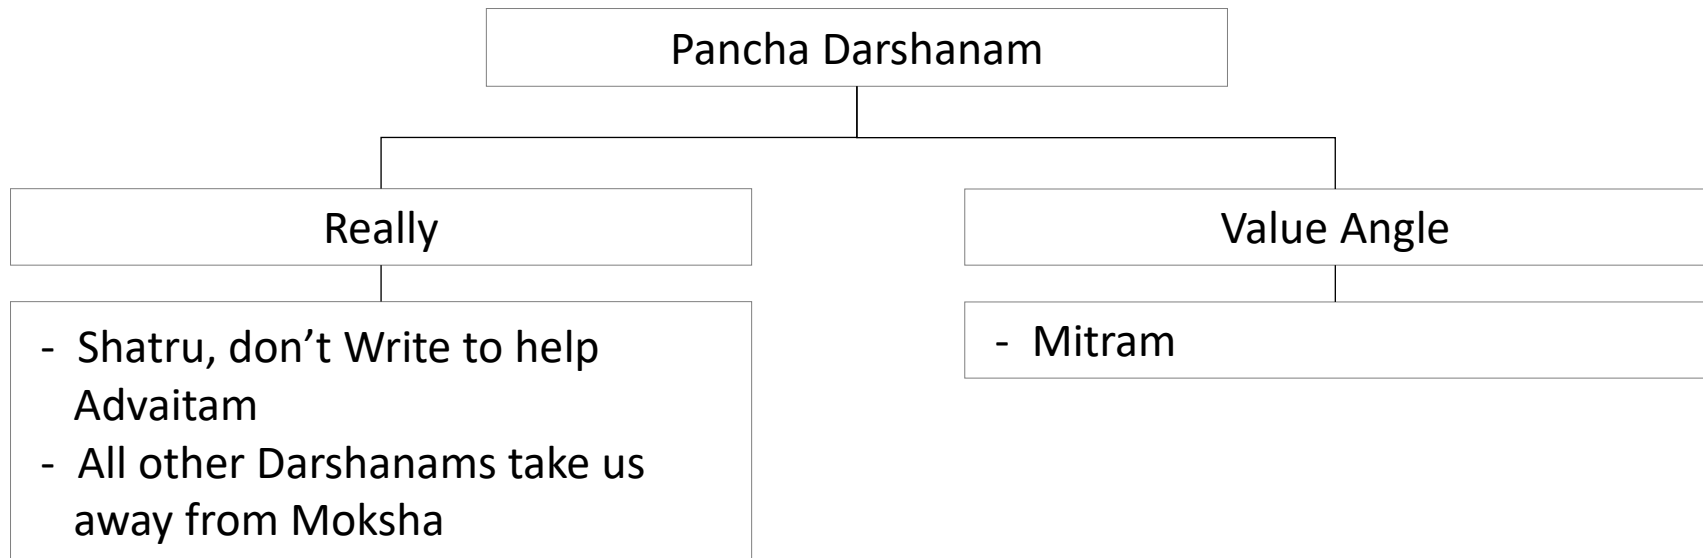 Pancha Darshanam
Really
Value Angle
- Shatru, don’t Write to help
Advaitam
- All other Darshanams take us
away from Moksha
- Mitram